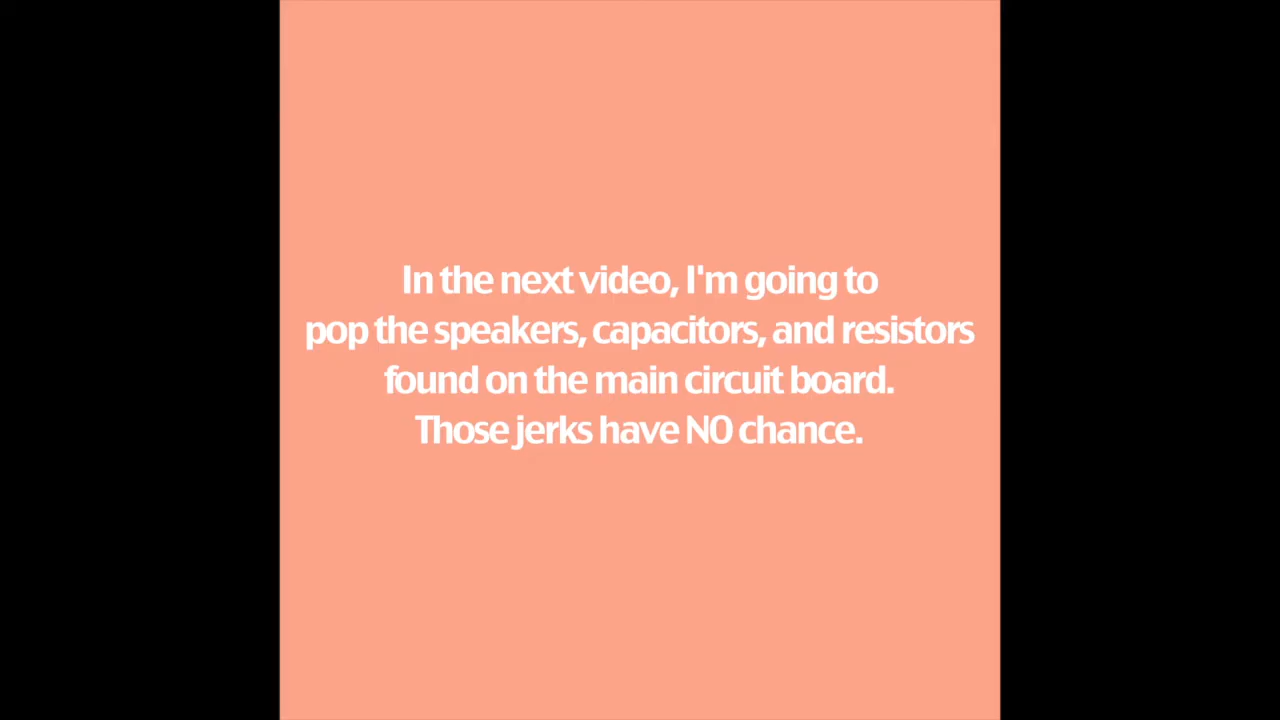 In the next video, I'm going to
pop the speakers, capacitors, and resistors
found on the main circuit board.
Those jerks have NO chance.